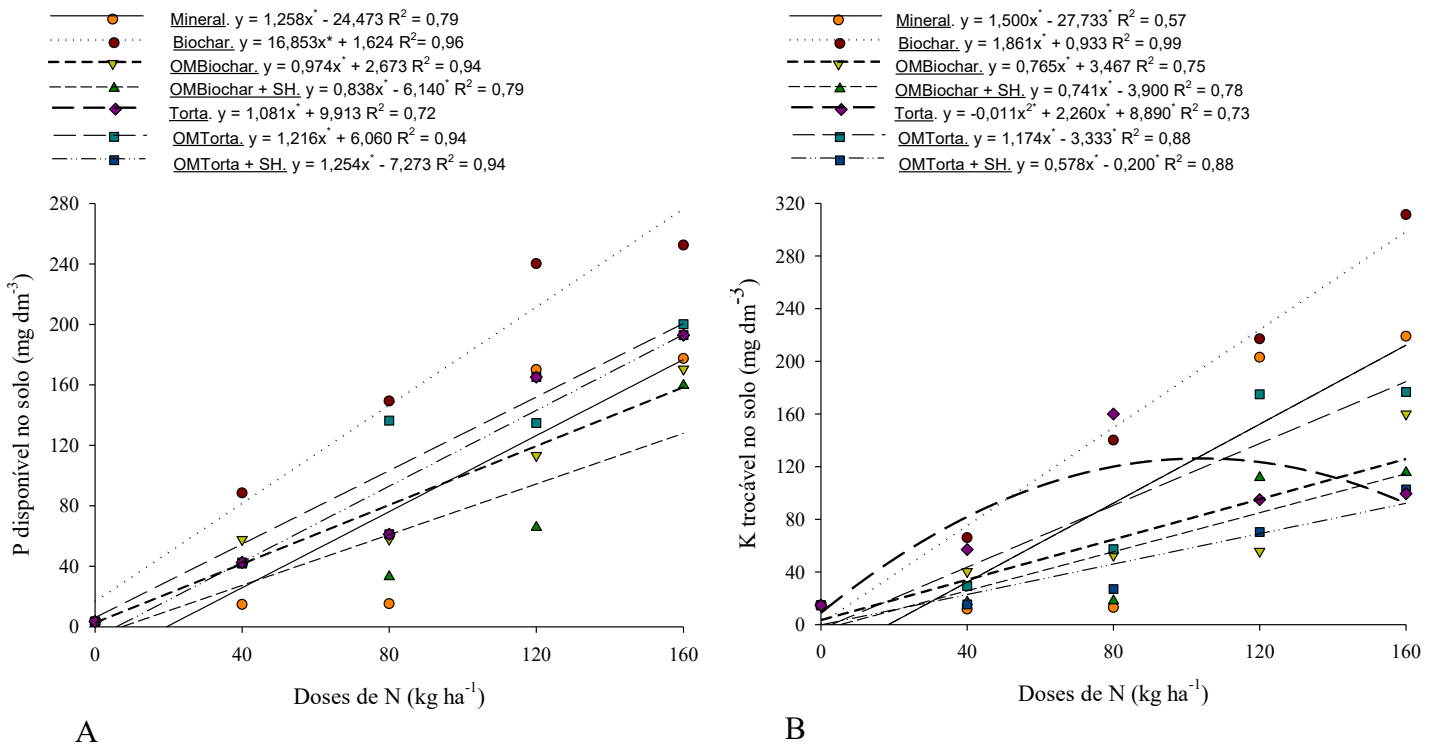 Mineral. y = 1,258x* - 24,473 R² = 0,79
Biochar. y = 16,853x* + 1,624 R²= 0,96
OMBiochar. y = 0,974x* + 2,673 R² = 0,94
OMBiochar + SH. y = 0,838x* - 6,140* R² = 0,79
Torta. y = 1,081x* + 9,913 R² = 0,72
OMTorta. y = 1,216x* + 6,060 R² = 0,94
OMTorta + SH. y = 1,254x* - 7,273 R² = 0,94
280
240
200
160
120
80
40
0
P disponível no solo (mg dm⁻³)
0 40 80 120 160
Doses de N (kg ha⁻¹)
A
Mineral. y = 1,500x* - 27,733* R² = 0,57
Biochar. y = 1,861x* + 0,933 R² = 0,99
OMBiochar. y = 0,765x* + 3,467 R² = 0,75
OMBiochar + SH. y = 0,741x* - 3,900 R² = 0,78
Torta. y = -0,011x²* + 2,260x* + 8,890* R² = 0,73
OMTorta. y = 1,174x* - 3,333* R² = 0,88
OMTorta + SH. y = 0,578x* - 0,200* R² = 0,88
320
280
240
200
160
120
80
40
0
K trocável no solo (mg dm⁻³)
0 40 80 120 160
Doses de N (kg ha⁻¹)
B